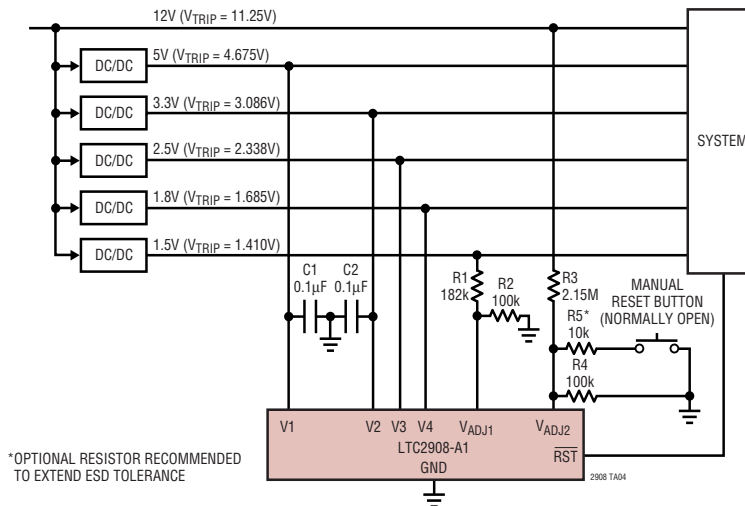 12V (VTRIP = 11.25V)
DC/DC
5V (VTRIP = 4.675V)
DC/DC
3.3V (VTRIP = 3.086V)
DC/DC
2.5V (VTRIP = 2.338V)
SYSTEM
DC/DC
1.8V (VTRIP = 1.685V)
DC/DC
1.5V (VTRIP = 1.410V)
C1
0.1µF
C2
0.1µF
R1
182k
R2
100k
R3
2.15M
MANUAL
RESET BUTTON
(NORMALLY OPEN)
R5*
10k
R4
100k
V1
V2
V3
V4
VADJ1
VADJ2
LTC2908-A1
RST
GND
*OPTIONAL RESISTOR RECOMMENDED
TO EXTEND ESD TOLERANCE
2908 TA04